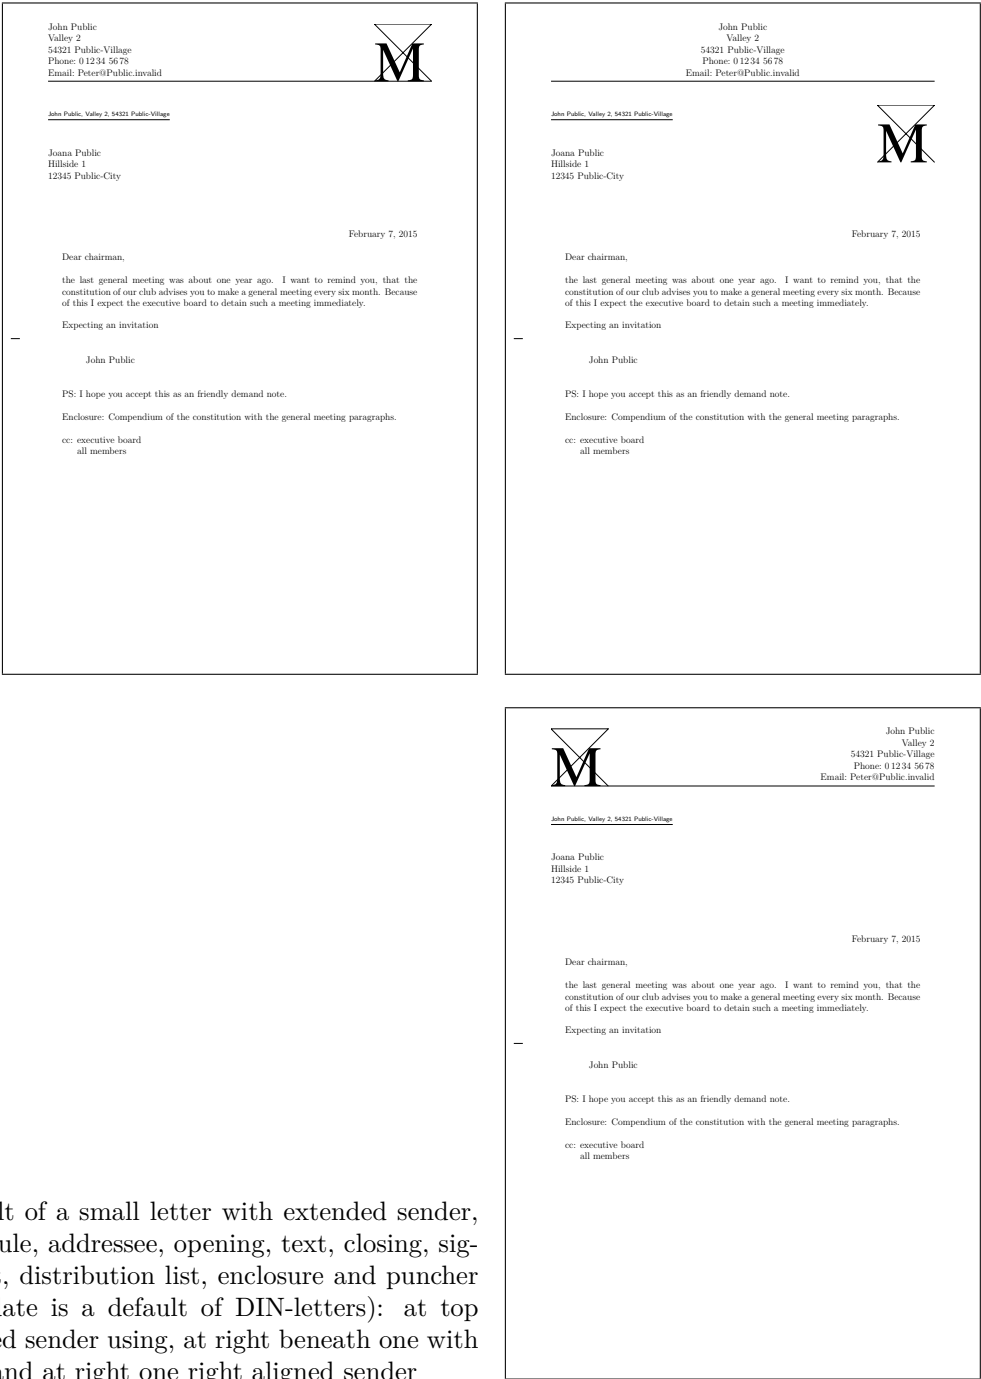 John Public
Valley 2
54321 Public-Village
Phone: 0 12 34 56 78
Email: Peter@Public.invalid
M
John Public, Valley 2, 54321 Public-Village
Joana Public
Hillside 1
12345 Public-City
February 7, 2015
Dear chairman,
the last general meeting was about one year ago. I want to remind you, that the
constitution of our club advises you to make a general meeting every six month. Because
of this I expect the executive board to detain such a meeting immediately.
Expecting an invitation
John Public
PS: I hope you accept this as an friendly demand note.
Enclosure: Compendium of the constitution with the general meeting paragraphs.
cc: executive board
all members
John Public
Valley 2
54321 Public-Village
Phone: 0 12 34 56 78
Email: Peter@Public.invalid
John Public, Valley 2, 54321 Public-Village
M
Joana Public
Hillside 1
12345 Public-City
February 7, 2015
Dear chairman,
the last general meeting was about one year ago. I want to remind you, that the
constitution of our club advises you to make a general meeting every six month. Because
of this I expect the executive board to detain such a meeting immediately.
Expecting an invitation
John Public
PS: I hope you accept this as an friendly demand note.
Enclosure: Compendium of the constitution with the general meeting paragraphs.
cc: executive board
all members
M
John Public
Valley 2
54321 Public-Village
Phone: 0 12 34 56 78
Email: Peter@Public.invalid
John Public, Valley 2, 54321 Public-Village
Joana Public
Hillside 1
12345 Public-City
February 7, 2015
Dear chairman,
the last general meeting was about one year ago. I want to remind you, that the
constitution of our club advises you to make a general meeting every six month. Because
of this I expect the executive board to detain such a meeting immediately.
Expecting an invitation
John Public
PS: I hope you accept this as an friendly demand note.
Enclosure: Compendium of the constitution with the general meeting paragraphs.
cc: executive board
all members
of a small letter with extended sender,
addressee, opening, text, closing, sig-
distribution list, enclosure and puncher
is a default of DIN-letters): at top
sender using, at right beneath one with
and at right one right aligned sender